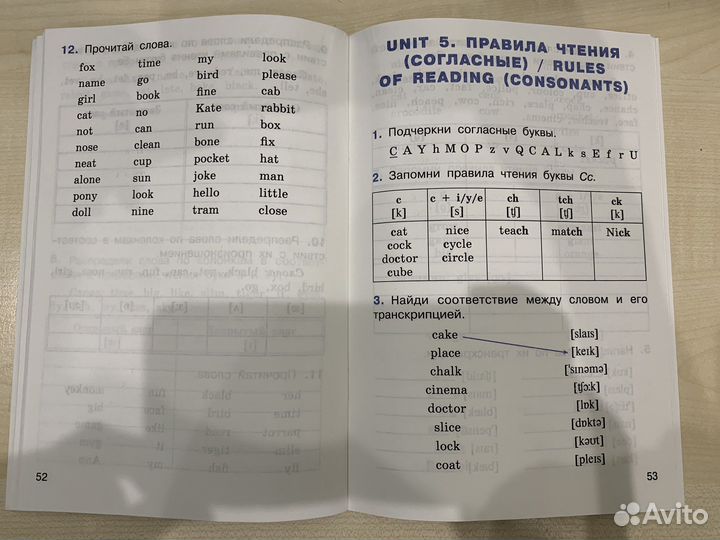 12. Прочитай слова.
fox time my look
name go bird please
girl book fine cab
cat no Kate rabbit
not can run box
nose clean bone fix
neat cup pocket hat
alone sun joke man
pony look hello little
doll nine tram close
52
UNIT 5. ПРАВИЛА ЧТЕНИЯ
(СОГЛАСНЫЕ) / RULES
OF READING (CONSONANTS)
1. Подчеркни согласные буквы.
C A Y h M O P z v Q C A L k s E f r U
2. Запомни правила чтения буквы Cc.
c c + i/y/e ch tch ck
[k] [s] [ʧ] [ʧ] [k]
cat nice teach match Nick
cock cycle
doctor circle
cube
3. Найди соответствие между словом и его
транскрипцией.
cake [slaɪs]
place [keɪk]
chalk ['sɪnəmə]
cinema [ʧɔ:k]
doctor [lɒk]
slice [dɒktə]
lock [kəʊt]
coat [pleɪs]
53
Avito